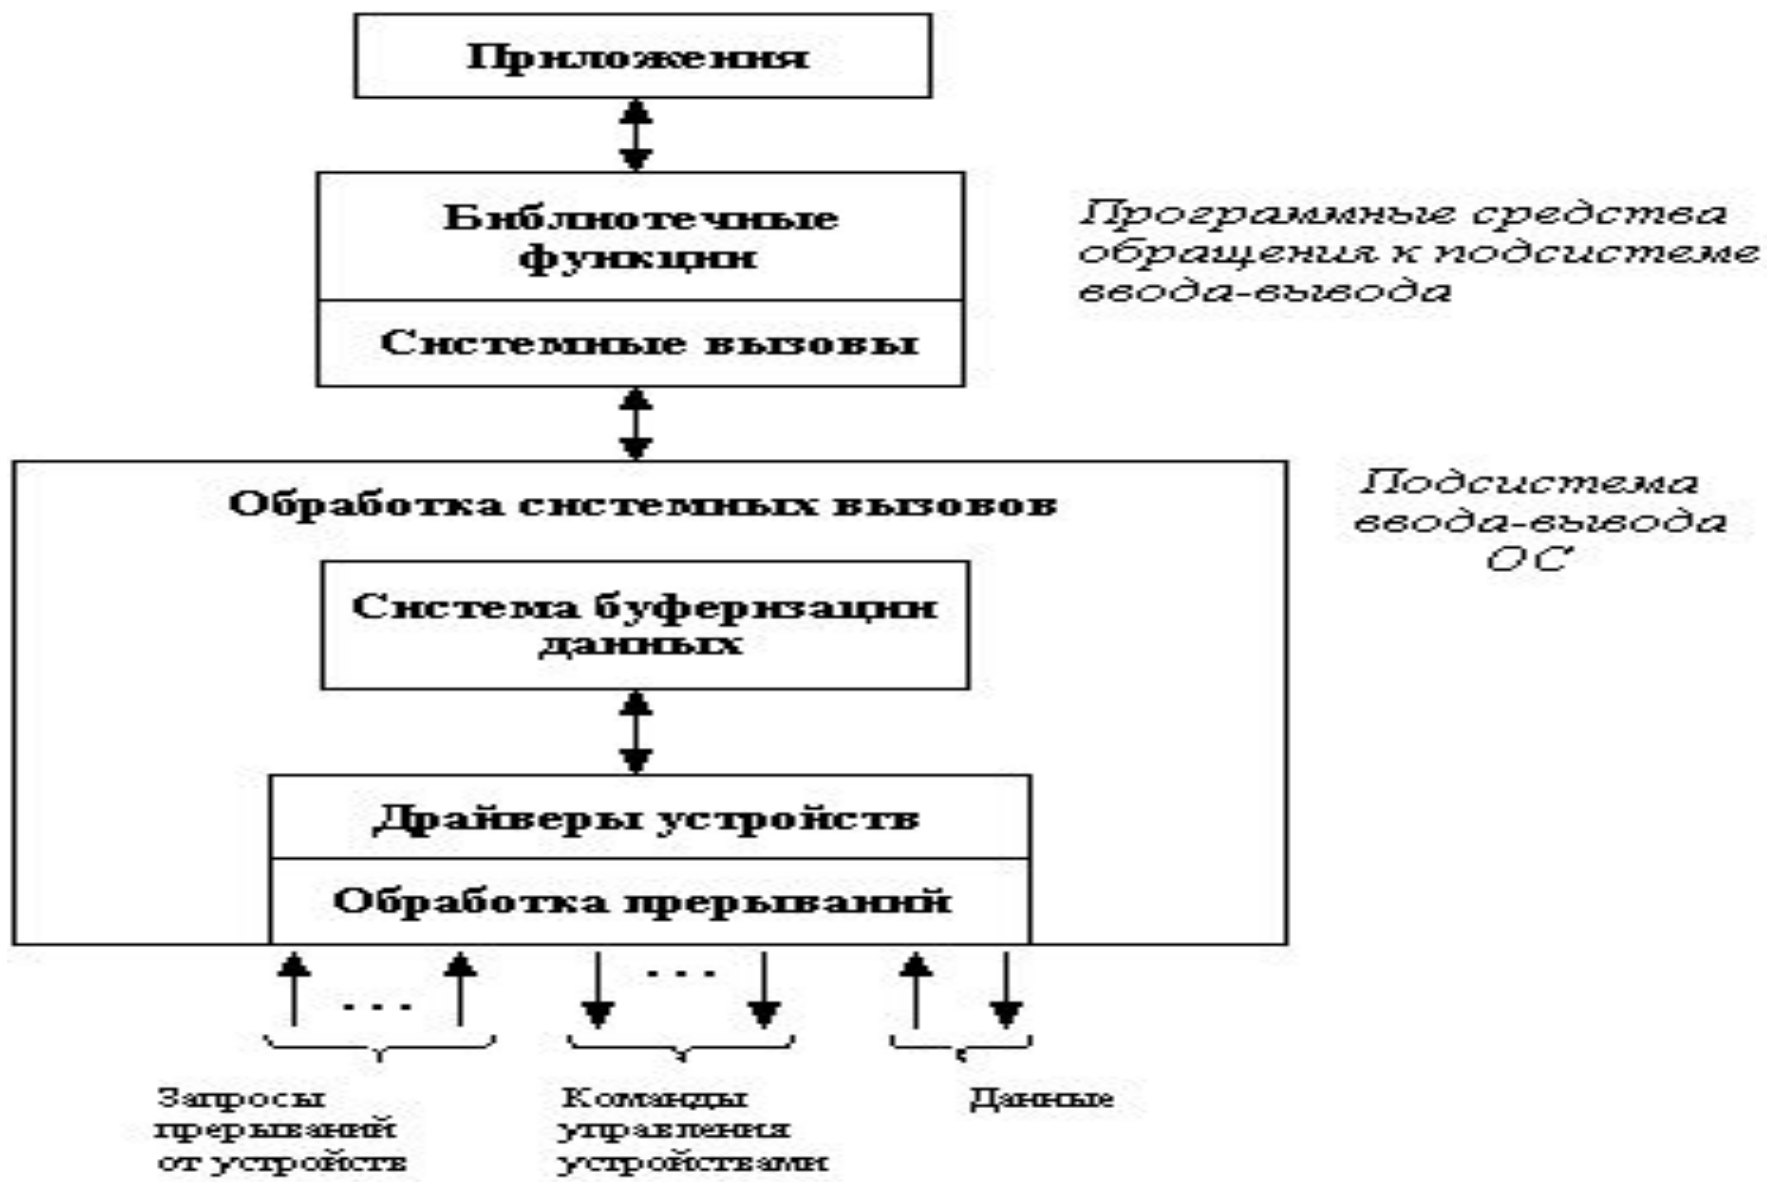 Приложения
Библиотечные
функции
Системные вызовы
Программные средства
обращения к подсистеме
ввода-вывода
Обработка системных вызовов
Подсистема
ввода-вывода
ОС
Система буферизации
данных
Драйверы устройств
Обработка прерываний
...
...
Запросы
прерываний
от устройств
Команды
управления
устройствами
Данные